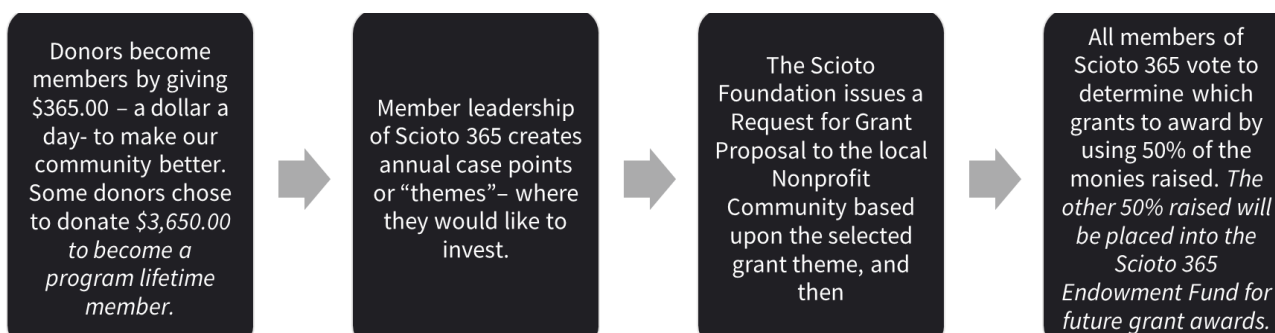 Donors become
members by giving
$365.00 – a dollar a
day- to make our
community better.
Some donors chose
to donate $3,650.00
to become a
program lifetime
member.
Member leadership
of Scioto 365 creates
annual case points
or “themes”– where
they would like to
invest.
The Scioto
Foundation issues a
Request for Grant
Proposal to the local
Nonprofit
Community based
upon the selected
grant theme, and
then
All members of
Scioto 365 vote to
determine which
grants to award by
using 50% of the
monies raised. The
other 50% raised will
be placed into the
Scioto 365
Endowment Fund for
future grant awards.